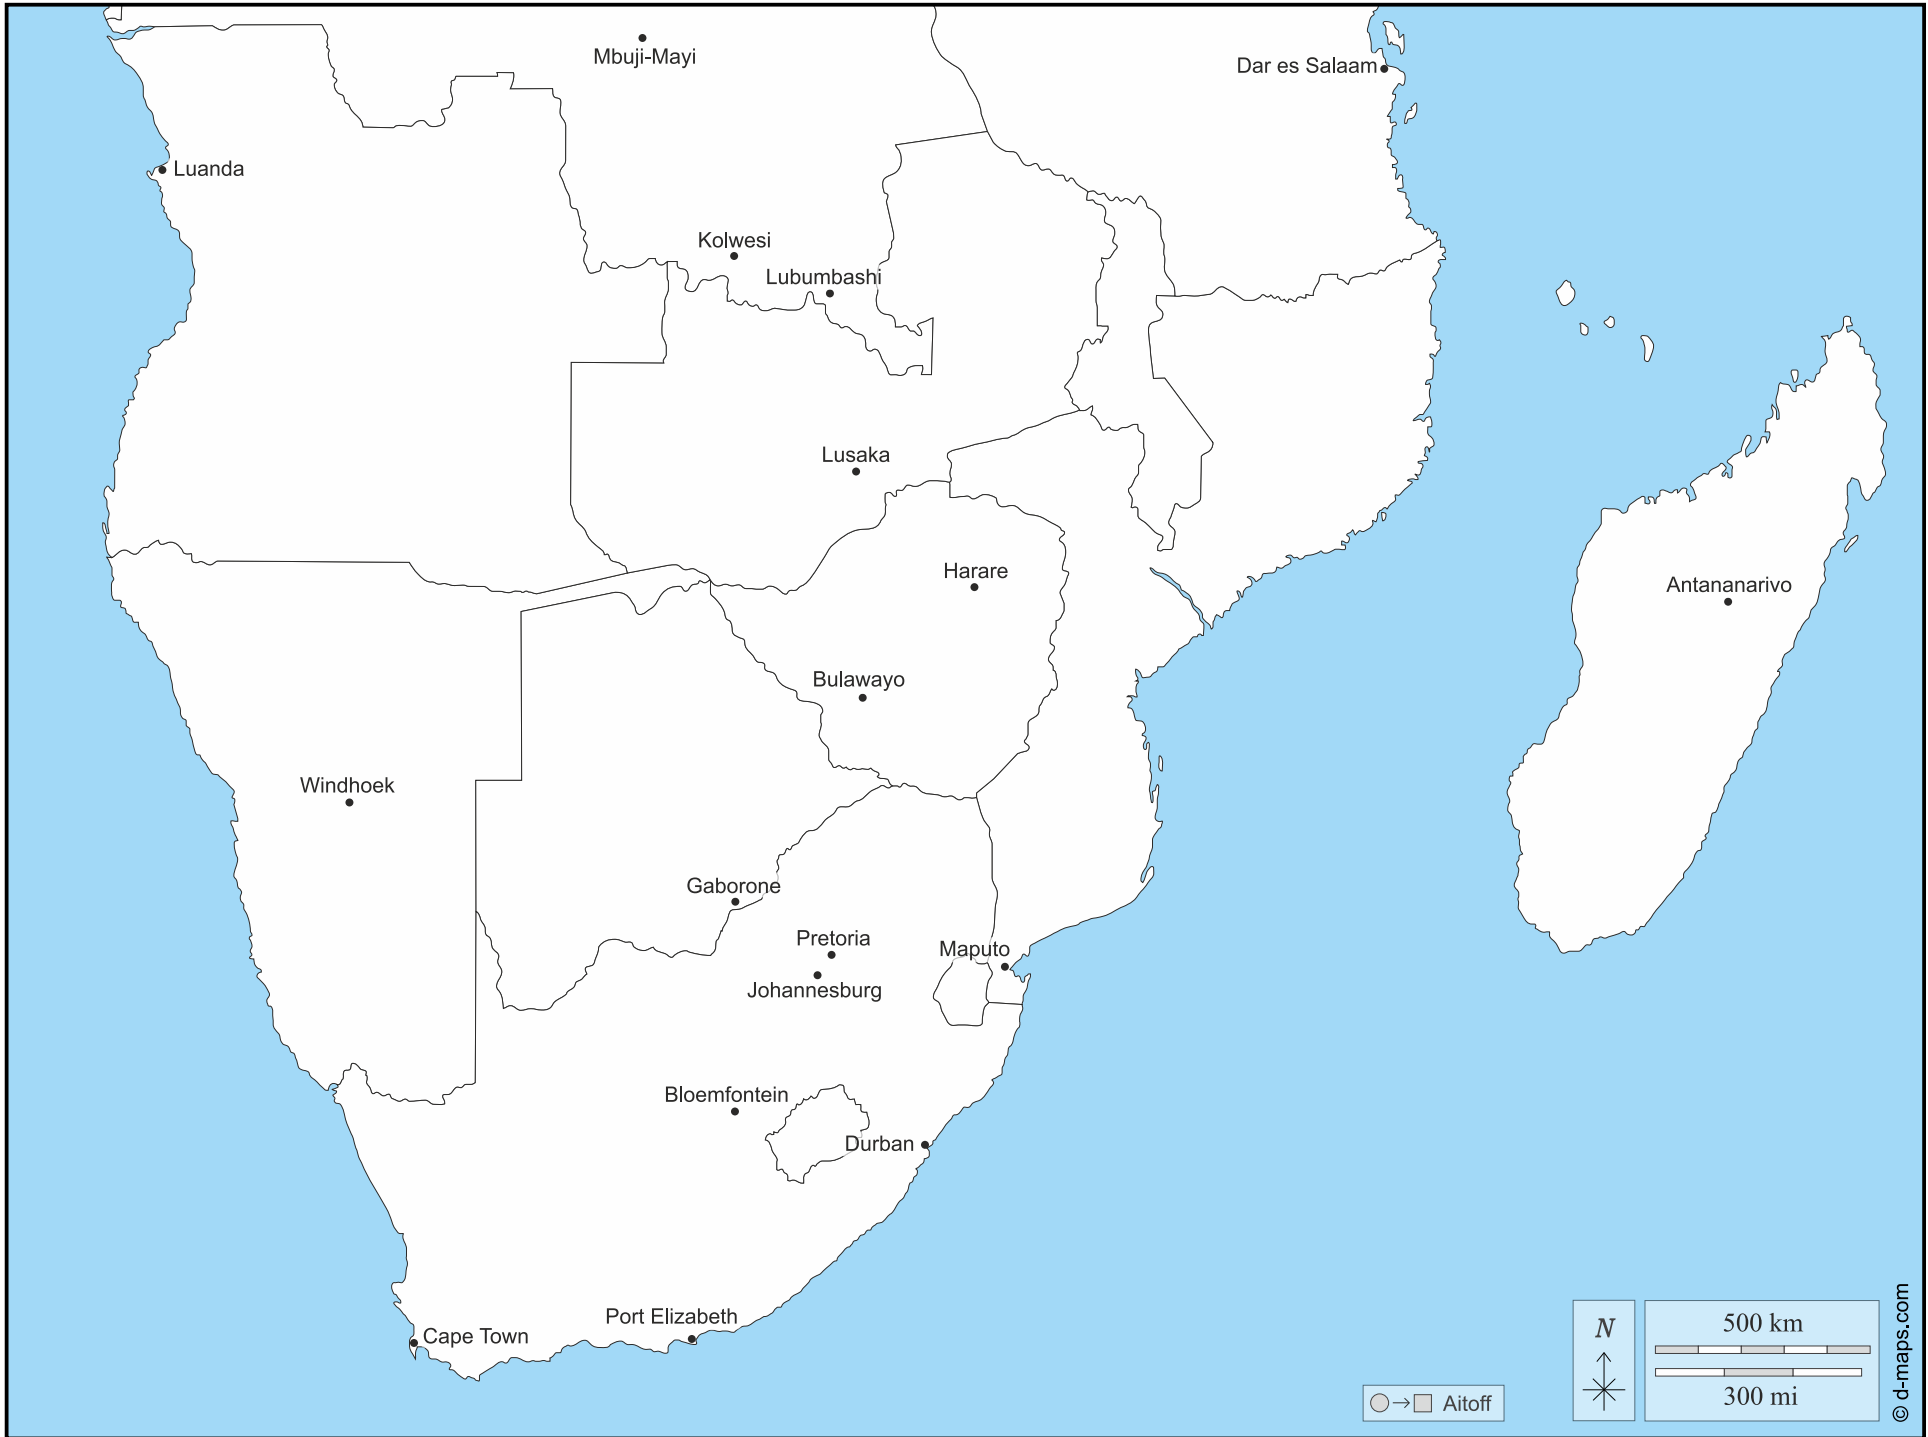 Mbuji-Mayi
Dar es Salaam
Luanda
Kolwesi
Lubumbashi
Lusaka
Harare
Antananarivo
Bulawayo
Windhoek
Gaborone
Pretoria
Maputo
Johannesburg
Bloemfontein
Durban
Port Elizabeth
Cape Town
N
500 km
300 mi
Aitoff
© d-maps.com